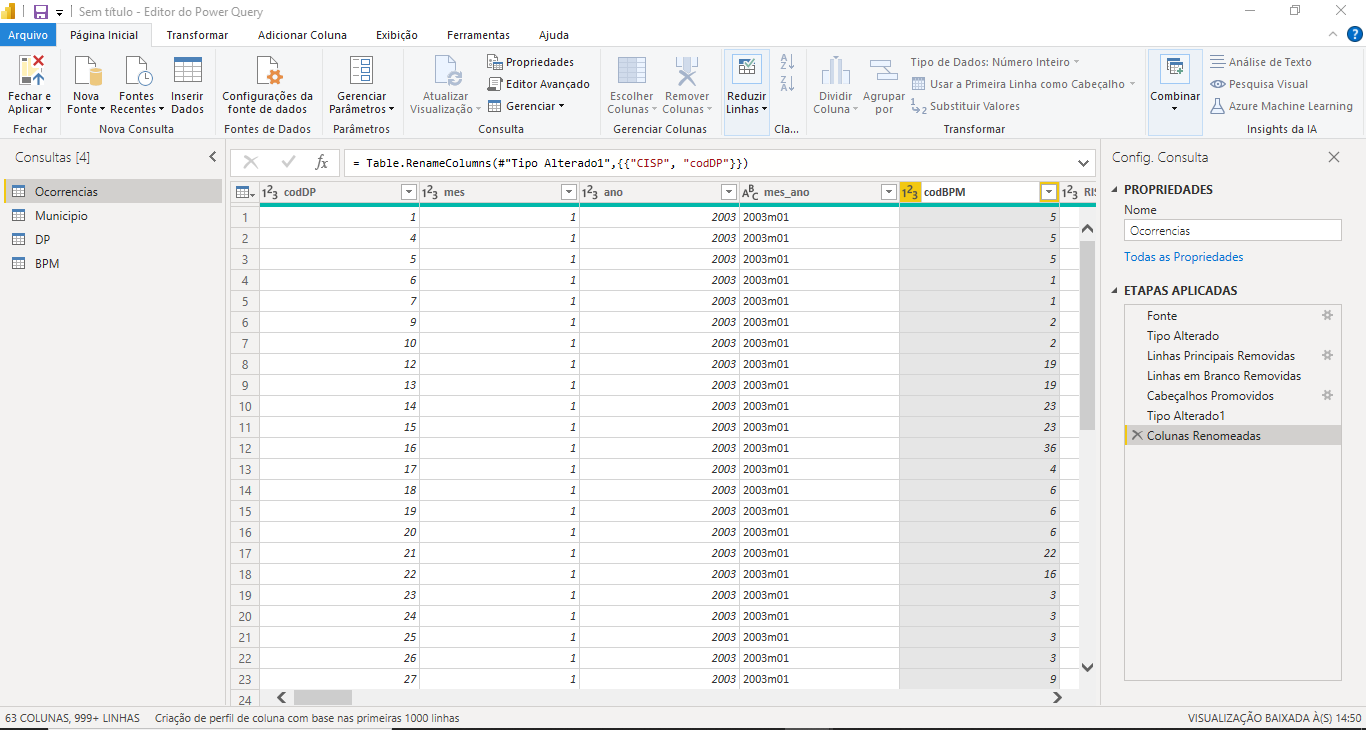 Sem título - Editor do Power Query
Arquivo Página Inicial Transformar Adicionar Coluna Exibição Ferramentas Ajuda
Fechar e Aplicar
Fechar
Nova Fonte
Fontes Recentes
Inserir Dados
Nova Consulta
Configurações da fonte de dados
Fontes de Dados
Gerenciar Parâmetros
Parâmetros
Atualizar Visualização
Propriedades
Editor Avançado
Gerenciar
Consulta
Escolher Colunas
Remover Colunas
Gerenciar Colunas
Reduzir Linhas
Cla...
Dividir Coluna
Agrupar por
Tipo de Dados: Número Inteiro
Usar a Primeira Linha como Cabeçalho
Substituir Valores
Transformar
Combinar
Análise de Texto
Pesquisa Visual
Azure Machine Learning
Insights da IA
Consultas [4]
Ocorrencias
Municipio
DP
BPM
= Table.RenameColumns(#"Tipo Alterado1",{{"CISP", "codDP"}})
codDP mes ano mes_ano codBPM RIS
1 1 1 2003 2003m01 5
2 4 1 2003 2003m01 5
3 5 1 2003 2003m01 5
4 6 1 2003 2003m01 1
5 7 1 2003 2003m01 1
6 9 1 2003 2003m01 2
7 10 1 2003 2003m01 2
8 12 1 2003 2003m01 19
9 13 1 2003 2003m01 19
10 14 1 2003 2003m01 23
11 15 1 2003 2003m01 23
12 16 1 2003 2003m01 36
13 17 1 2003 2003m01 4
14 18 1 2003 2003m01 6
15 19 1 2003 2003m01 6
16 20 1 2003 2003m01 6
17 21 1 2003 2003m01 22
18 22 1 2003 2003m01 16
19 23 1 2003 2003m01 3
20 24 1 2003 2003m01 3
21 25 1 2003 2003m01 3
22 26 1 2003 2003m01 3
23 27 1 2003 2003m01 9
24
Config. Consulta
PROPRIEDADES
Nome
Ocorrencias
Todas as Propriedades
ETAPAS APLICADAS
Fonte
Tipo Alterado
Linhas Principais Removidas
Linhas em Branco Removidas
Cabeçalhos Promovidos
Tipo Alterado1
Colunas Renomeadas
63 COLUNAS, 999+ LINHAS Criação de perfil de coluna com base nas primeiras 1000 linhas
VISUALIZAÇÃO BAIXADA À(S) 14:50